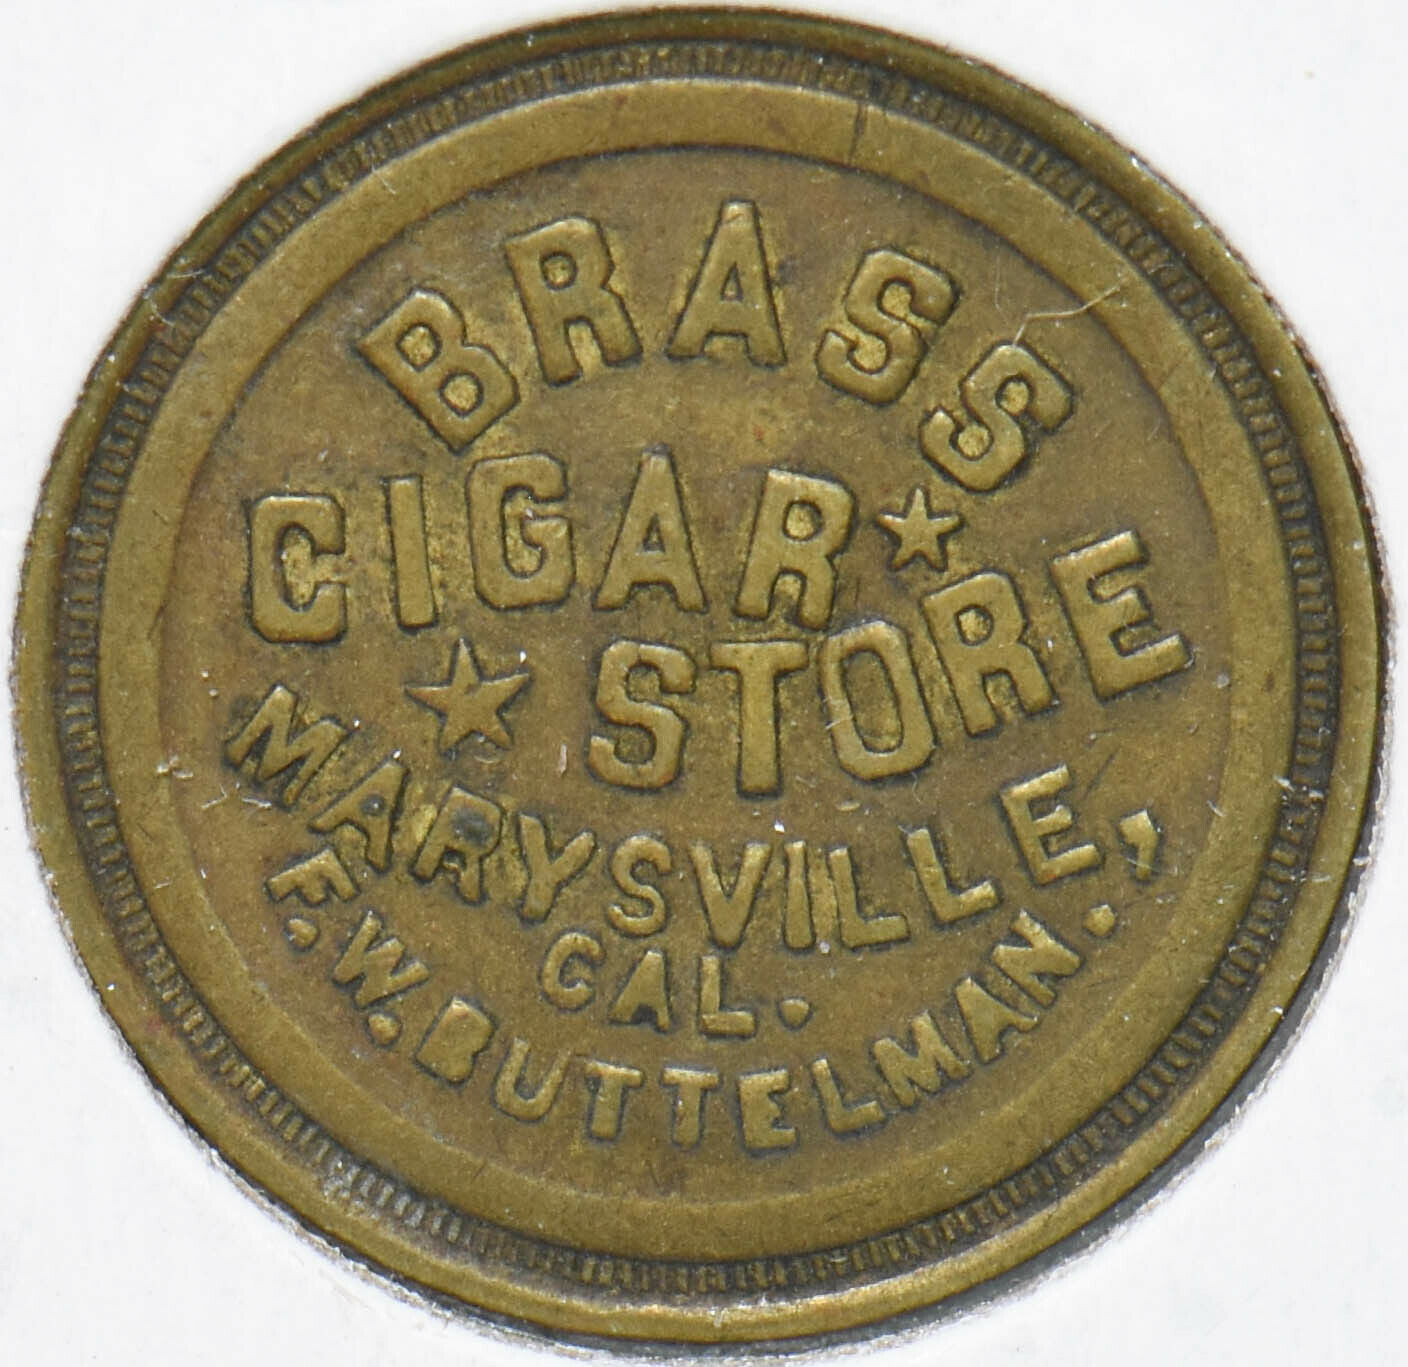 BRASS
CIGAR
STORE
MARYSVILLE,
CAL.
F.W.BUTTELMAN.